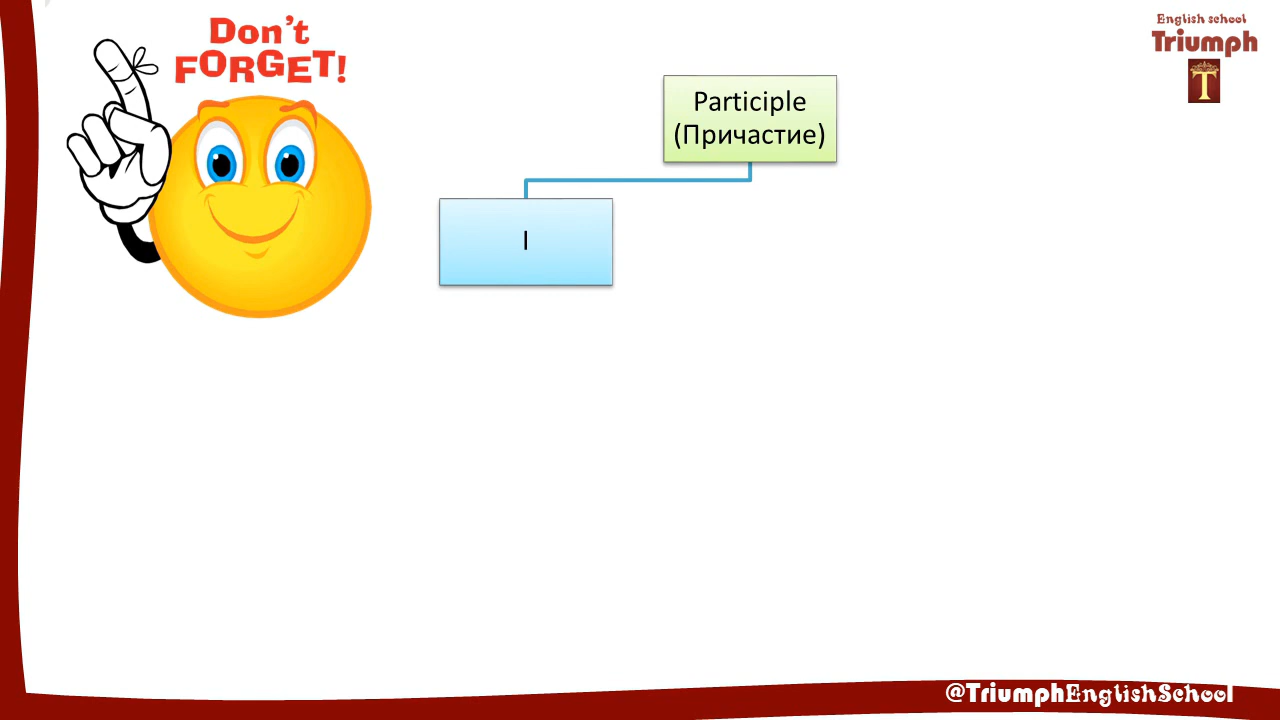 Don't
FORGET!
English school
Triumph
T
Participle
(Причастие)
I
@TriumphEnglishSchool